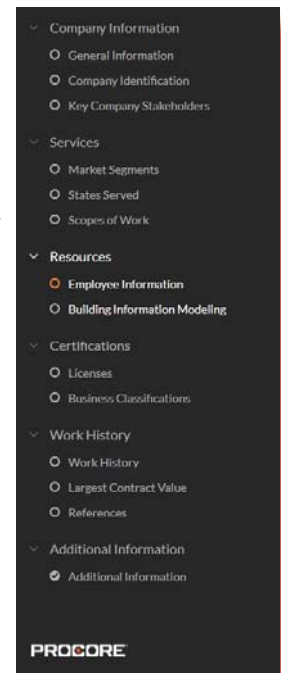 Company Information
General Information
Company Identification
Key Company Stakeholders
Services
Market Segments
States Served
Scopes of Work
Resources
Employee Information
Building Information Modeling
Certifications
Licenses
Business Classifications
Work History
Work History
Largest Contract Value
References
Additional Information
Additional Information
PROCORE